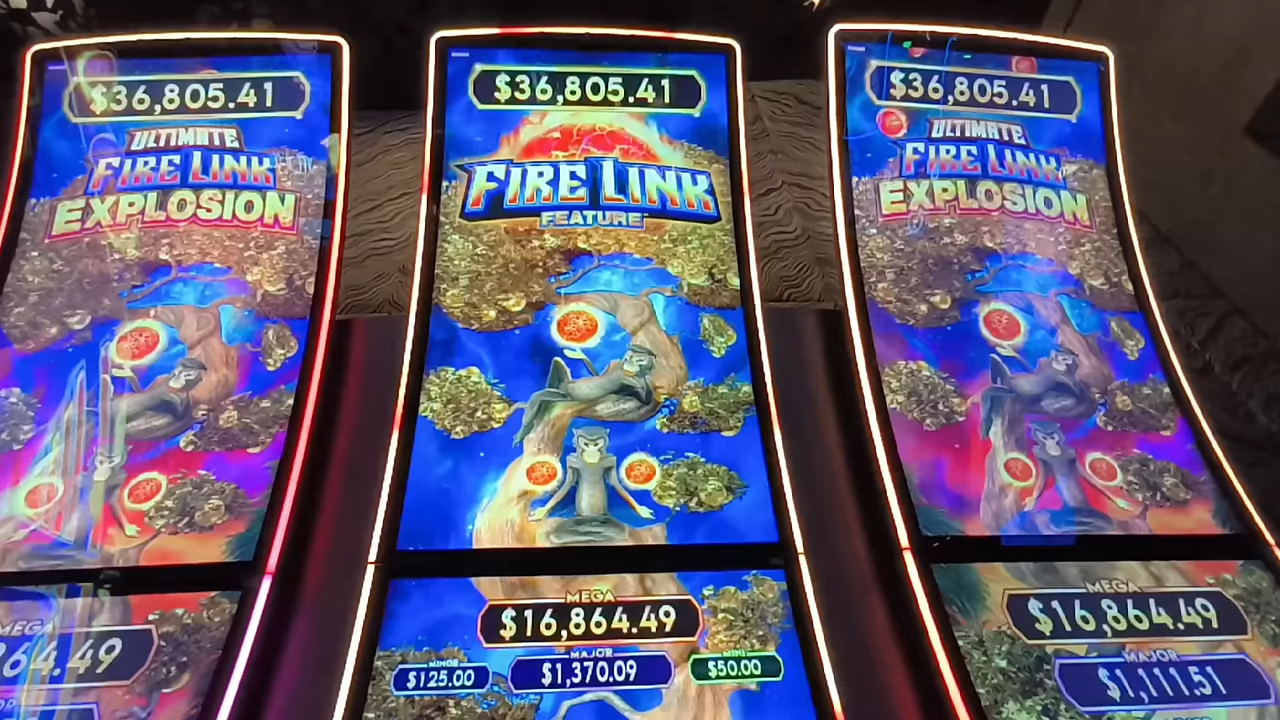 $36,805.41
ULTIMATE
FIRE LINK
EXPLOSION
MEGA
64.49
$36,805.41
FIRE LINK
FEATURE
MEGA
$16,864.49
MINOR
$125.00
MAJOR
$1,370.09
MINI
$50.00
$36,805.41
ULTIMATE
FIRE LINK
EXPLOSION
MEGA
$16,864.49
MAJOR
$1,111.51